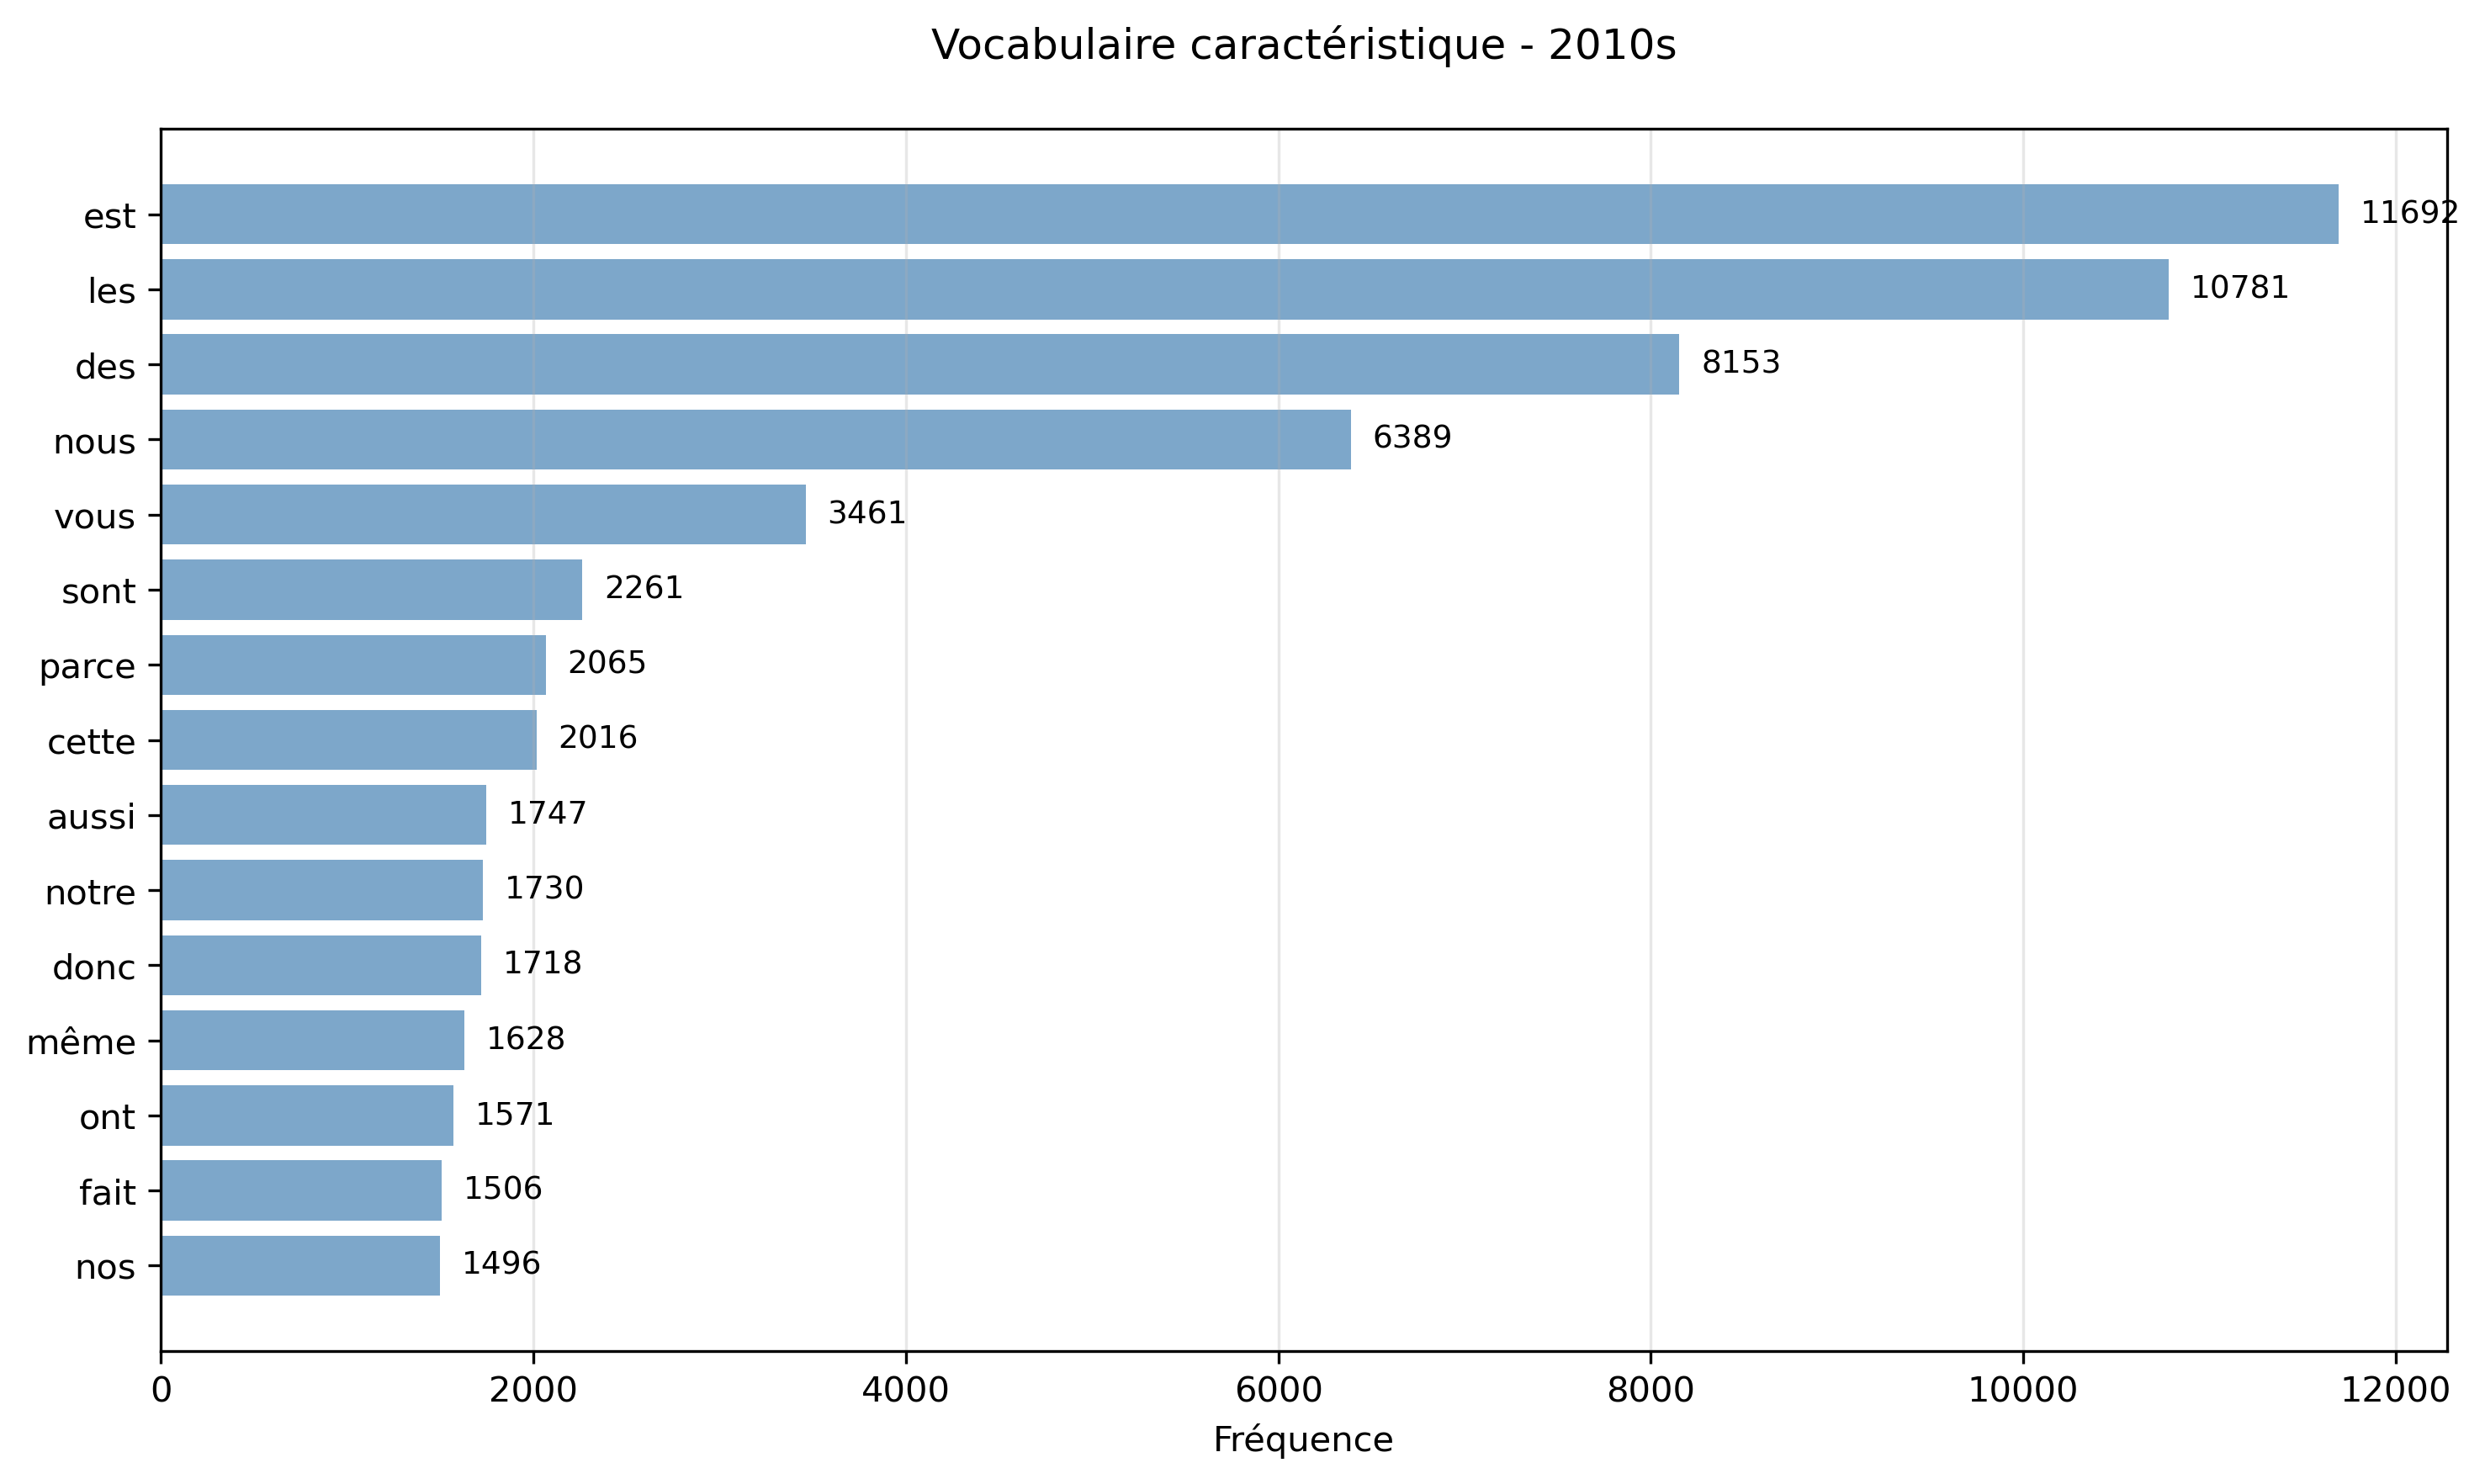 Vocabulaire caractéristique - 2010s
est 11692
les 10781
des 8153
nous 6389
vous 3461
sont 2261
parce 2065
cette 2016
aussi 1747
notre 1730
donc 1718
même 1628
ont 1571
fait 1506
nos 1496
0 2000 4000 6000 8000 10000 12000
Fréquence